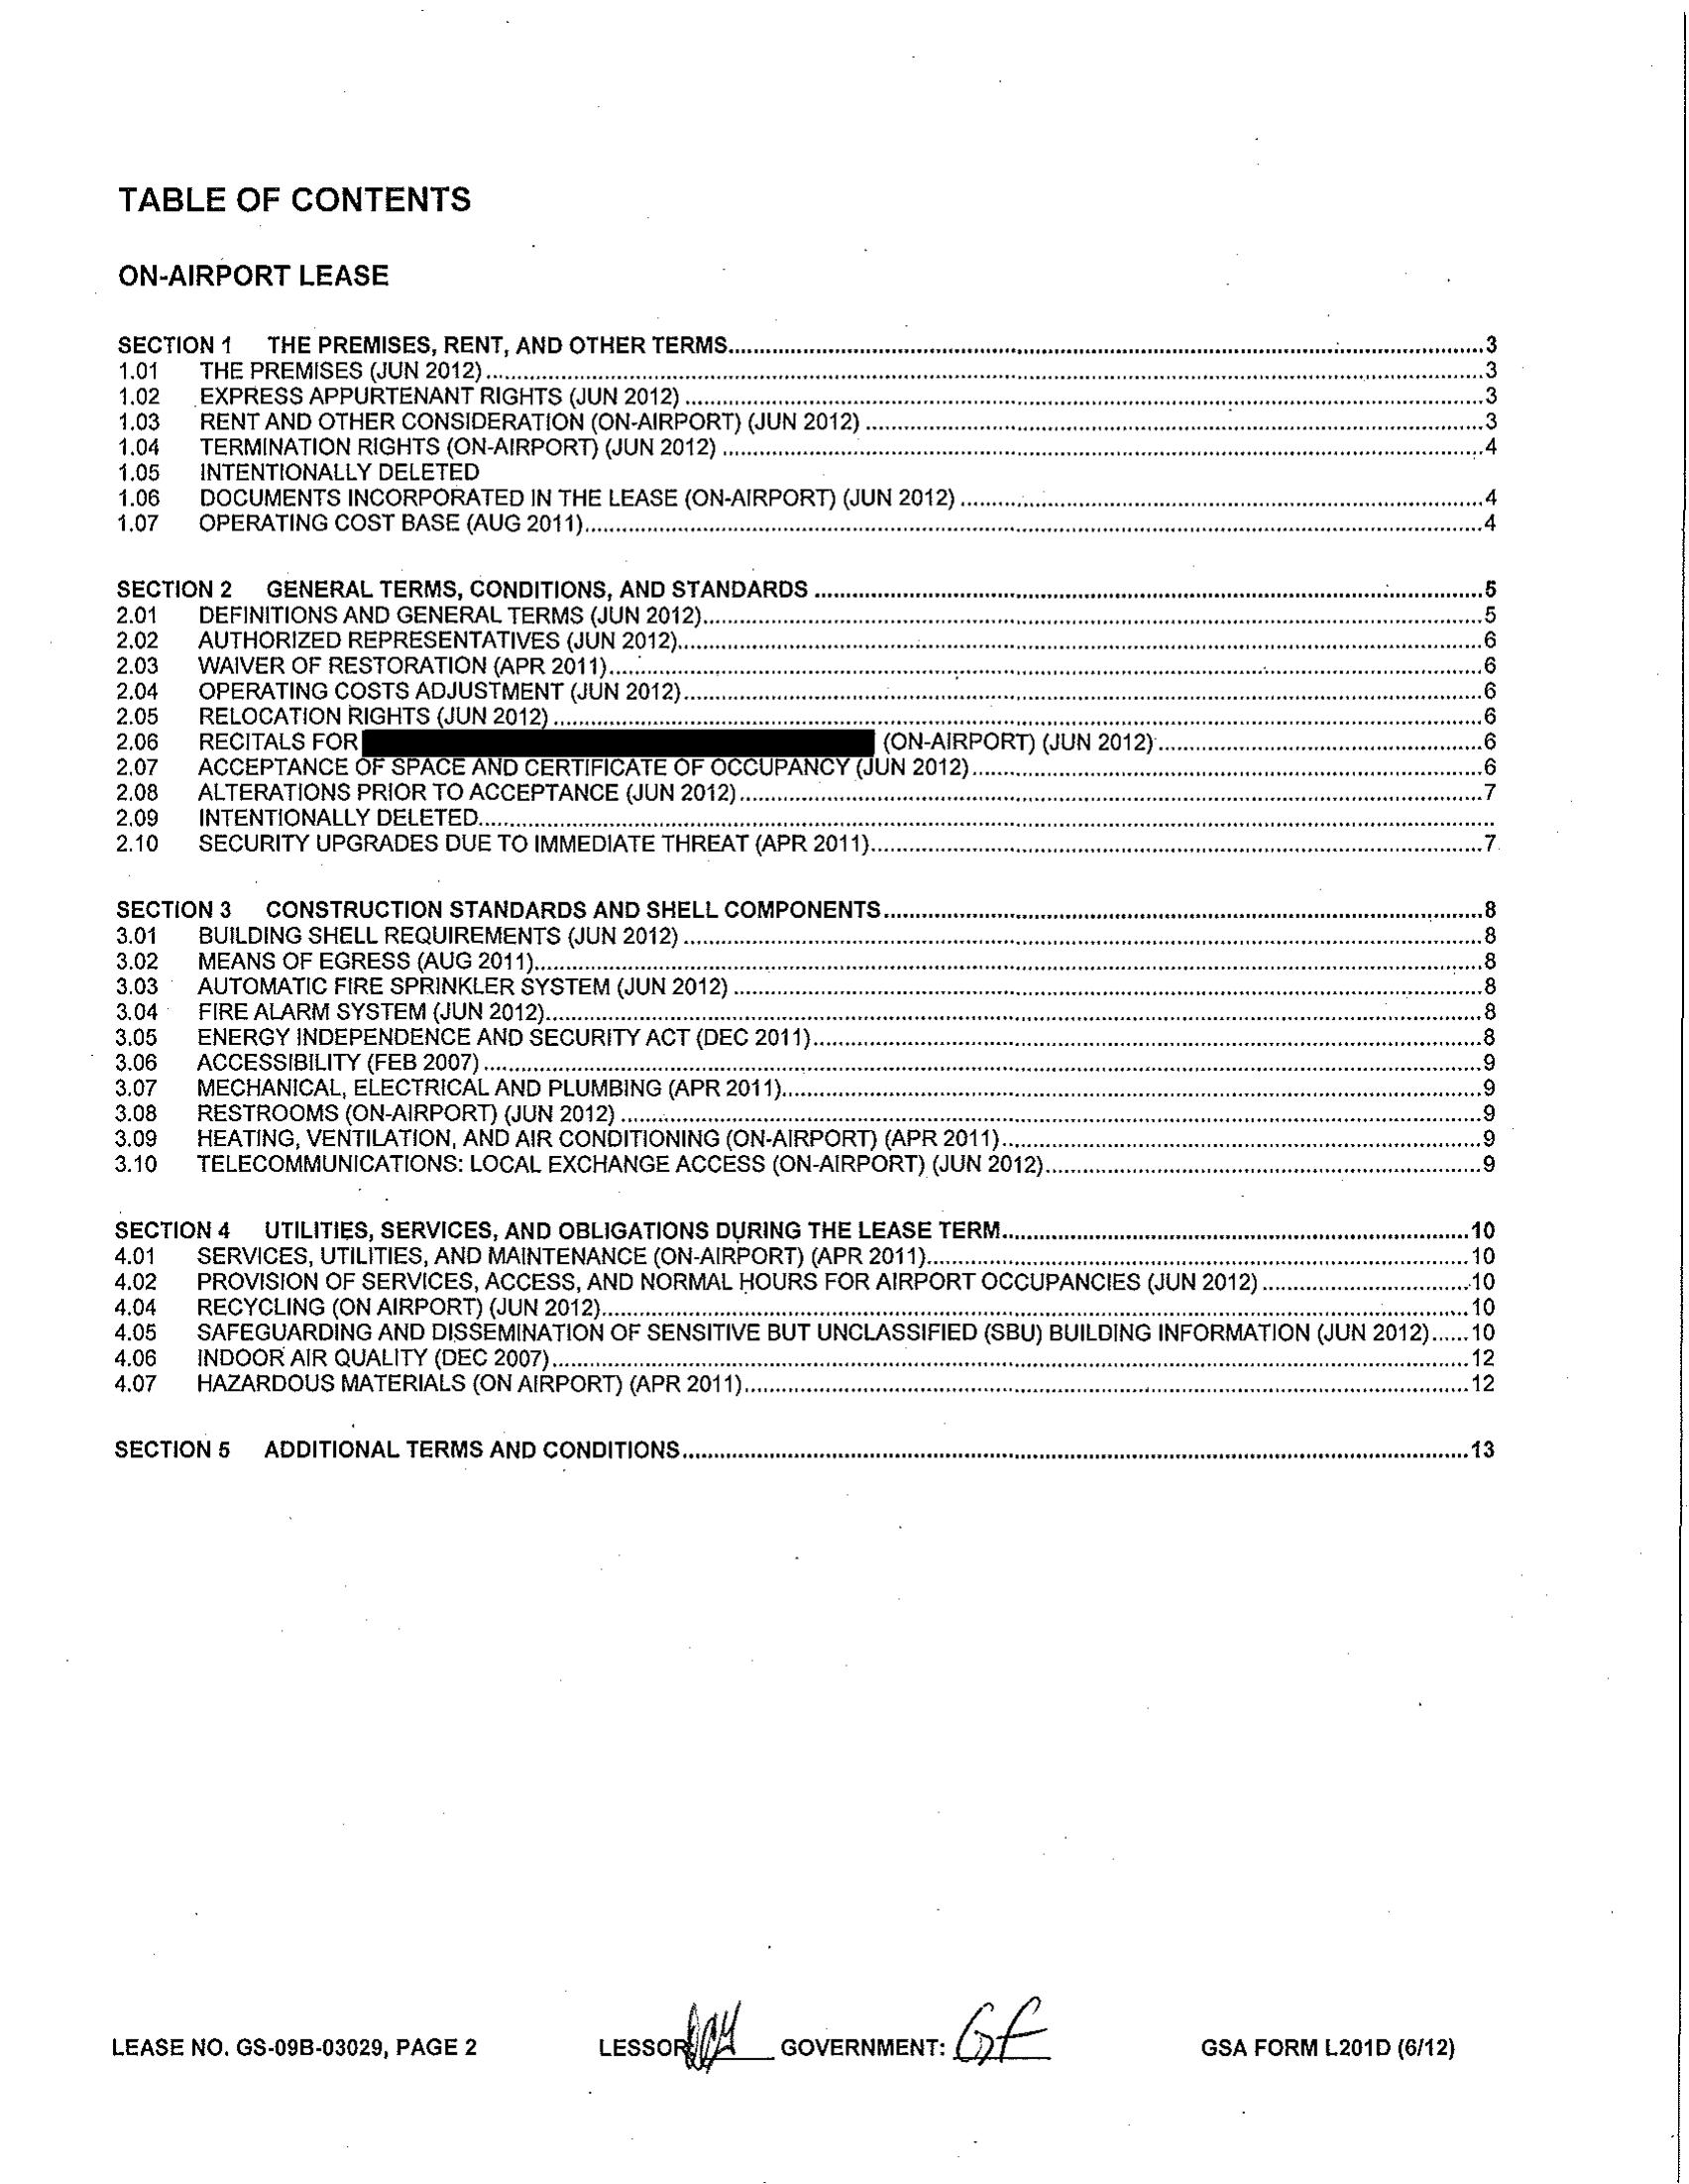 TABLE OF CONTENTS
ON-AIRPORT LEASE
SECTION 1 THE PREMISES, RENT, AND OTHER TERMS 3
1.01 THE PREMISES (JUN 2012) 3
1.02 EXPRESS APPURTENANT RIGHTS (JUN 2012) 3
1.03 RENT AND OTHER CONSIDERATION (ON-AIRPORT) (JUN 2012) 3
1.04 TERMINATION RIGHTS (ON-AIRPORT) (JUN 2012) 4
1.05 INTENTIONALLY DELETED
1.06 DOCUMENTS INCORPORATED IN THE LEASE (ON-AIRPORT) (JUN 2012) 4
1.07 OPERATING COST BASE (AUG 2011) 4
SECTION 2 GENERAL TERMS, CONDITIONS, AND STANDARDS 5
2.01 DEFINITIONS AND GENERAL TERMS (JUN 2012) 5
2.02 AUTHORIZED REPRESENTATIVES (JUN 2012) 6
2.03 WAIVER OF RESTORATION (APR 2011) 6
2.04 OPERATING COSTS ADJUSTMENT (JUN 2012) 6
2.05 RELOCATION RIGHTS (JUN 2012) 6
2.06 RECITALS FOR (ON-AIRPORT) (JUN 2012) 6
2.07 ACCEPTANCE OF SPACE AND CERTIFICATE OF OCCUPANCY (JUN 2012) 6
2.08 ALTERATIONS PRIOR TO ACCEPTANCE (JUN 2012) 7
2.09 INTENTIONALLY DELETED
2.10 SECURITY UPGRADES DUE TO IMMEDIATE THREAT (APR 2011) 7
SECTION 3 CONSTRUCTION STANDARDS AND SHELL COMPONENTS 8
3.01 BUILDING SHELL REQUIREMENTS (JUN 2012) 8
3.02 MEANS OF EGRESS (AUG 2011) 8
3.03 AUTOMATIC FIRE SPRINKLER SYSTEM (JUN 2012) 8
3.04 FIRE ALARM SYSTEM (JUN 2012) 8
3.05 ENERGY INDEPENDENCE AND SECURITY ACT (DEC 2011) 8
3.06 ACCESSIBILITY (FEB 2007) 9
3.07 MECHANICAL, ELECTRICAL AND PLUMBING (APR 2011) 9
3.08 RESTROOMS (ON-AIRPORT) (JUN 2012) 9
3.09 HEATING, VENTILATION, AND AIR CONDITIONING (ON-AIRPORT) (APR 2011) 9
3.10 TELECOMMUNICATIONS: LOCAL EXCHANGE ACCESS (ON-AIRPORT) (JUN 2012) 9
SECTION 4 UTILITIES, SERVICES, AND OBLIGATIONS DURING THE LEASE TERM 10
4.01 SERVICES, UTILITIES, AND MAINTENANCE (ON-AIRPORT) (APR 2011) 10
4.02 PROVISION OF SERVICES, ACCESS, AND NORMAL HOURS FOR AIRPORT OCCUPANCIES (JUN 2012) 10
4.04 RECYCLING (ON AIRPORT) (JUN 2012) 10
4.05 SAFEGUARDING AND DISSEMINATION OF SENSITIVE BUT UNCLASSIFIED (SBU) BUILDING INFORMATION (JUN 2012) 10
4.06 INDOOR AIR QUALITY (DEC 2007) 12
4.07 HAZARDOUS MATERIALS (ON AIRPORT) (APR 2011) 12
SECTION 5 ADDITIONAL TERMS AND CONDITIONS 13
LEASE NO. GS-09B-03029, PAGE 2 LESSOR GOVERNMENT: GF GSA FORM L201D (6/12)